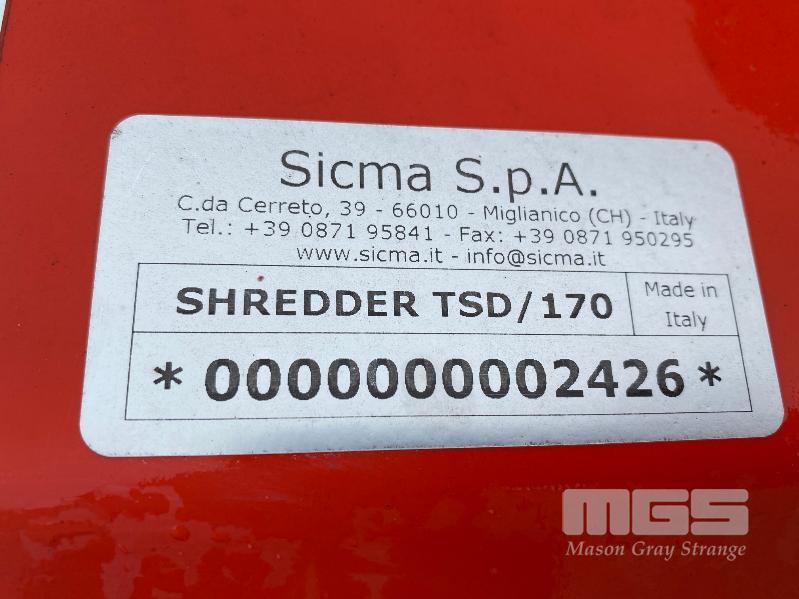 Sicma S.p.A.
C.da Cerreto, 39 - 66010 - Miglianico (CH) - Italy
Tel.: +39 0871 95841 - Fax: +39 0871 950295
www.sicma.it - info@sicma.it
SHREDDER TSD/170
Made in
Italy
*0000000002426*
MGS
Mason Gray Strange